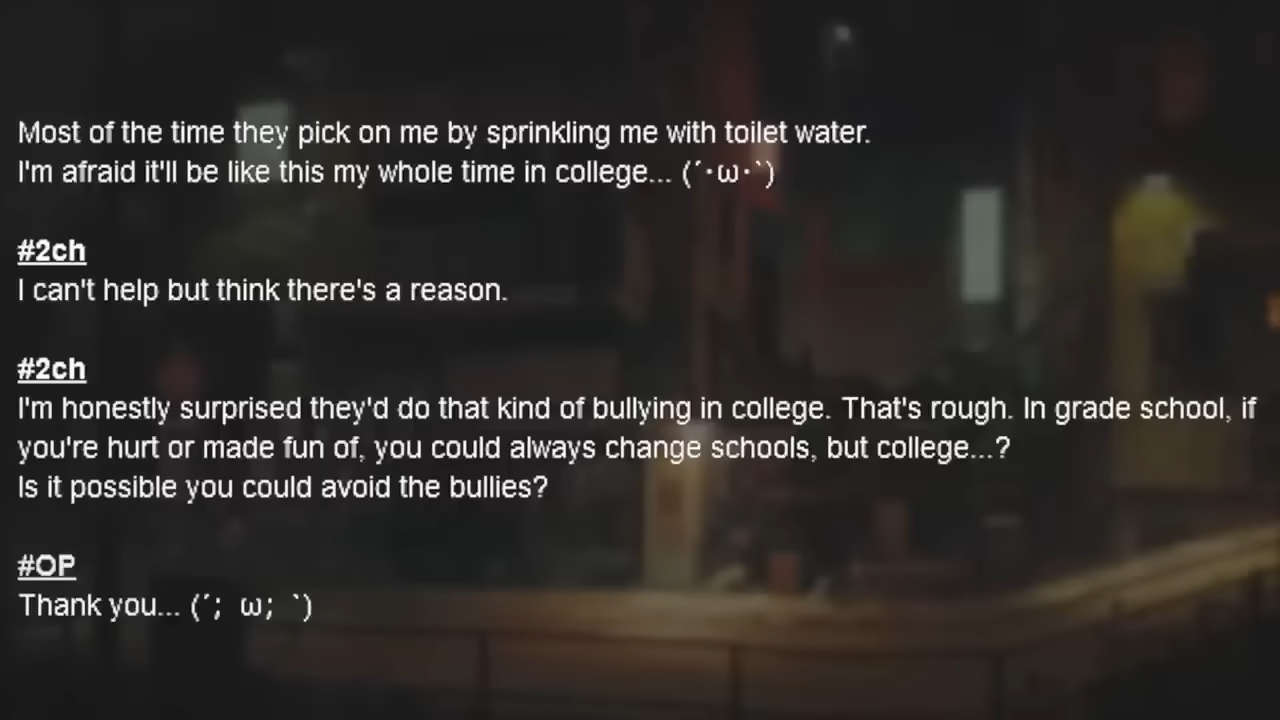 Most of the time they pick on me by sprinkling me with toilet water.
I'm afraid it'll be like this my whole time in college... (´･ω･`)
#2ch
I can't help but think there's a reason.
#2ch
I'm honestly surprised they'd do that kind of bullying in college. That's rough. In grade school, if
you're hurt or made fun of, you could always change schools, but college...?
Is it possible you could avoid the bullies?
#OP
Thank you... (´; ω; `)